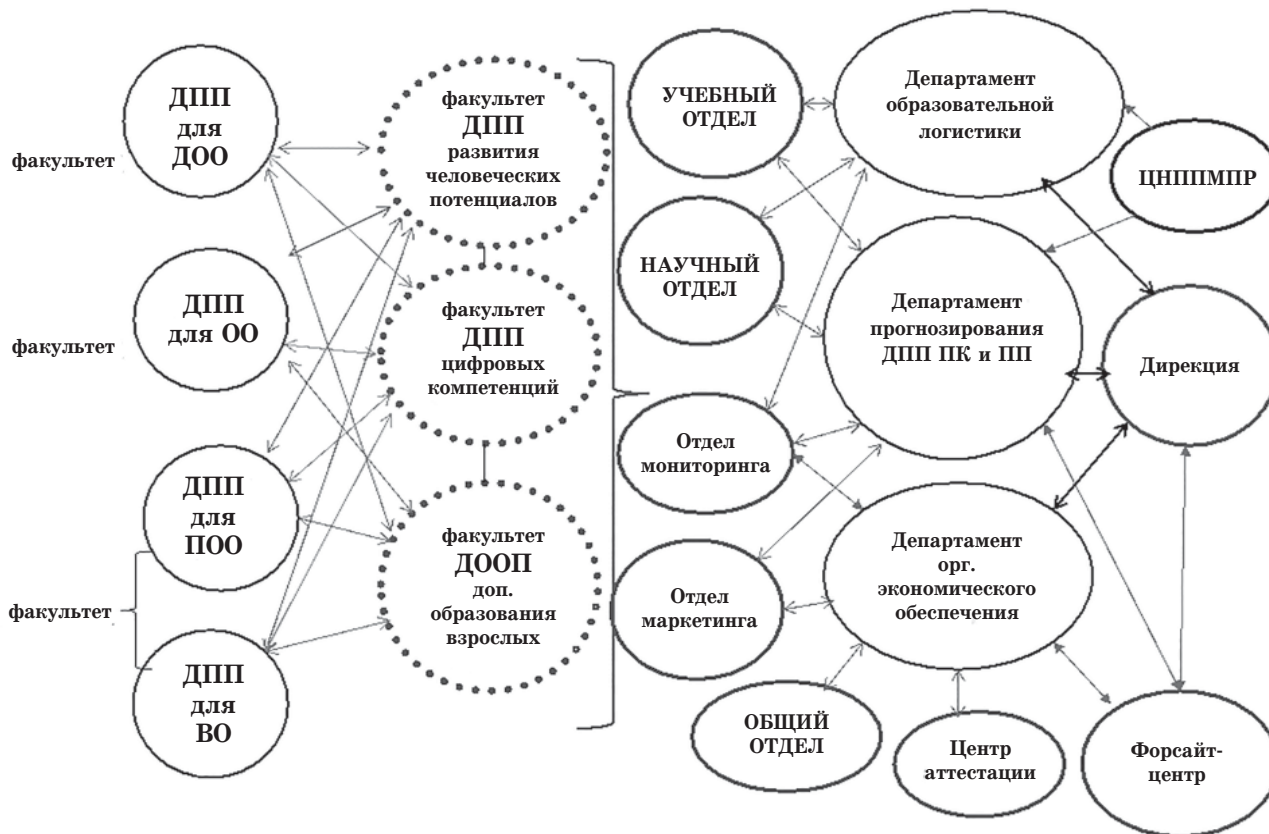 факультет
ДПП
для
ДОО
факультет
ДПП
для ОО
факультет
ДПП
для
ПОО
ДПП
для
ВО
факультет
ДПП
развития
человеческих
потенциалов
факультет
ДПП
цифровых
компетенций
факультет
ДООП
доп.
образования
взрослых
УЧЕБНЫЙ
ОТДЕЛ
НАУЧНЫЙ
ОТДЕЛ
Отдел
мониторинга
Отдел
маркетинга
ОБЩИЙ
ОТДЕЛ
Департамент
образовательной
логистики
Департамент
прогнозирования
ДПП ПК и ПП
Департамент
орг.
экономического
обеспечения
Центр
аттестации
ЦНППМПР
Дирекция
Форсайт-
центр